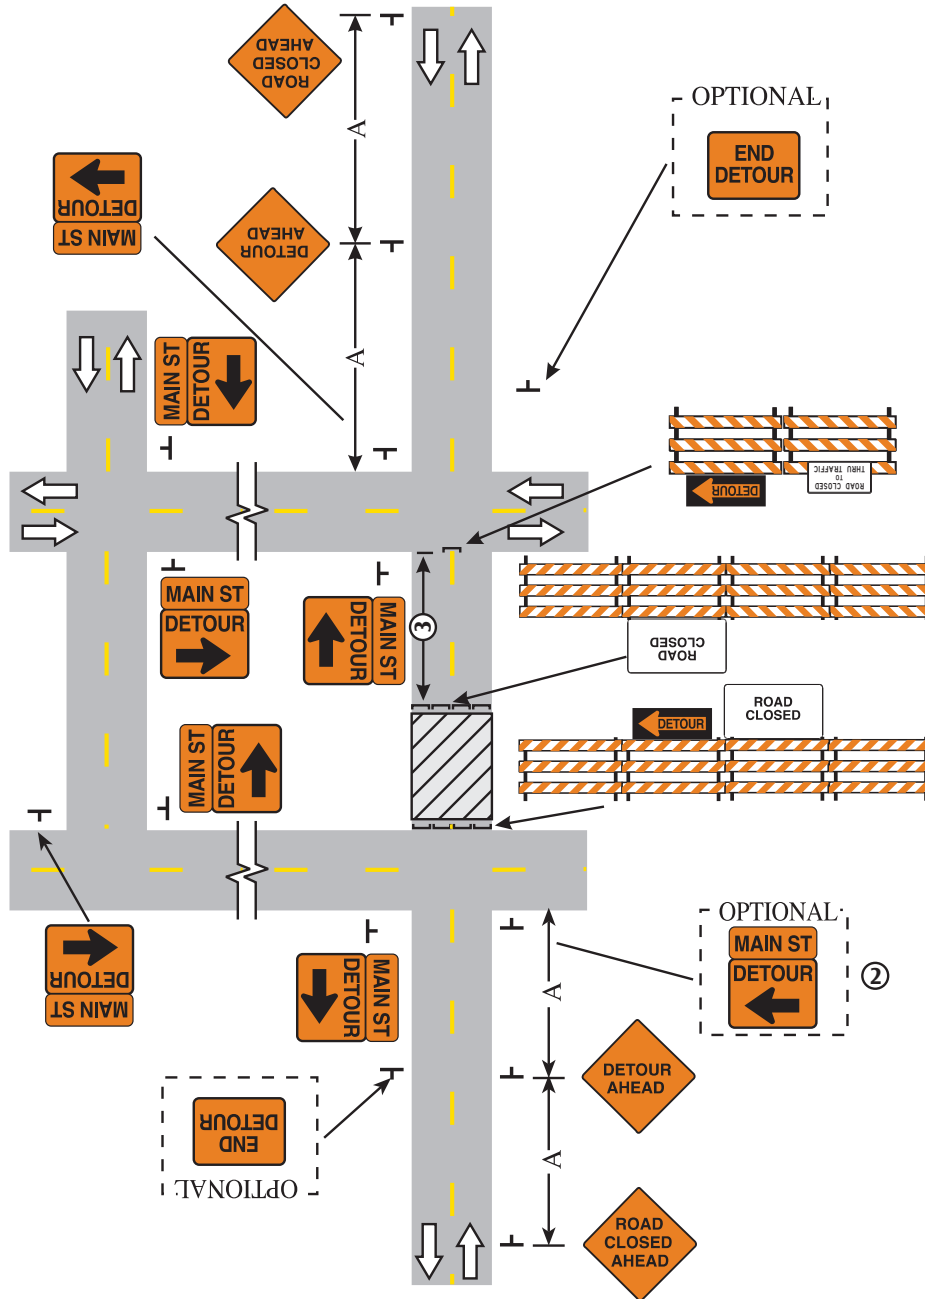 ROAD
CLOSED
AHEAD
A
OPTIONAL
END
DETOUR
MAIN ST
DETOUR
DETOUR
AHEAD
A
MAIN ST
DETOUR
ROAD CLOSED
TO
THRU TRAFFIC
DETOUR
MAIN ST
DETOUR
MAIN ST
DETOUR
3
ROAD
CLOSED
ROAD
CLOSED
DETOUR
MAIN ST
DETOUR
OPTIONAL
MAIN ST
DETOUR
2
MAIN ST
DETOUR
MAIN ST
DETOUR
A
DETOUR
AHEAD
END
DETOUR
OPTIONAL
A
ROAD
CLOSED
AHEAD